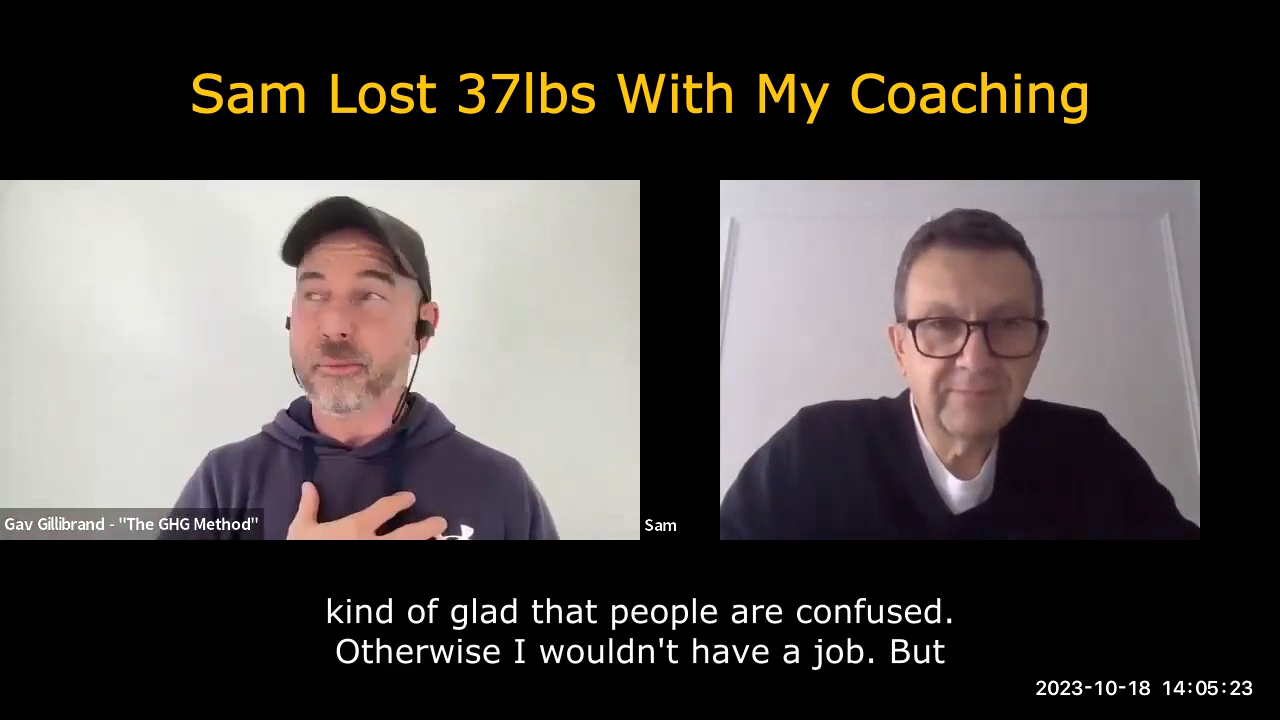 Sam Lost 37lbs With My Coaching
Gav Gillibrand - "The GHG Method"
Sam
kind of glad that people are confused.
Otherwise I wouldn't have a job. But
2023-10-18 14:05:23